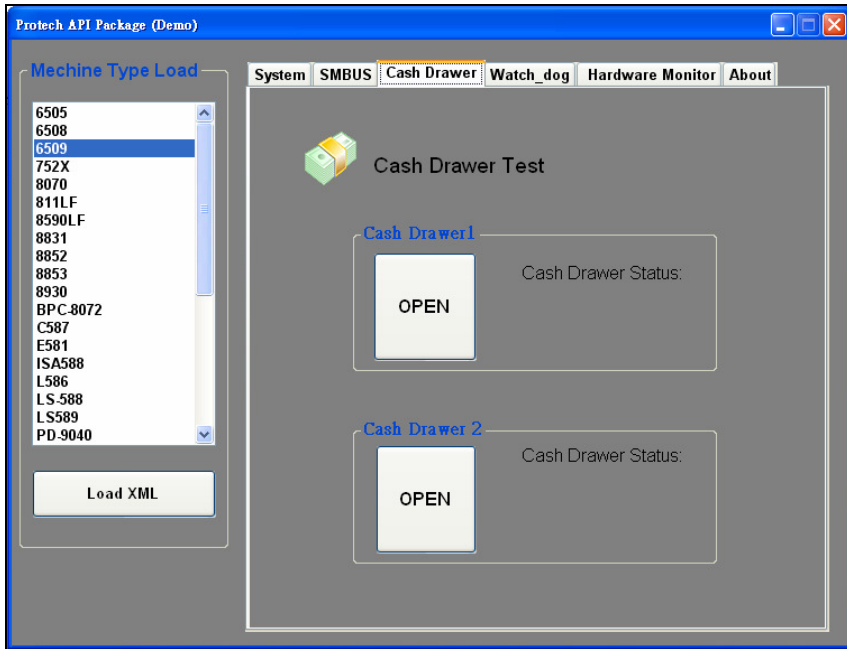 Protech API Package (Demo)
Mechine Type Load
6505
6508
6509
752X
8070
811LF
8590LF
8831
8852
8853
8930
BPC-8072
C587
E581
ISA588
L586
LS-588
LS589
PD-9040
Load XML
System SMBUS Cash Drawer Watch_dog Hardware Monitor About
Cash Drawer Test
Cash Drawer1
OPEN
Cash Drawer Status:
Cash Drawer 2
OPEN
Cash Drawer Status: